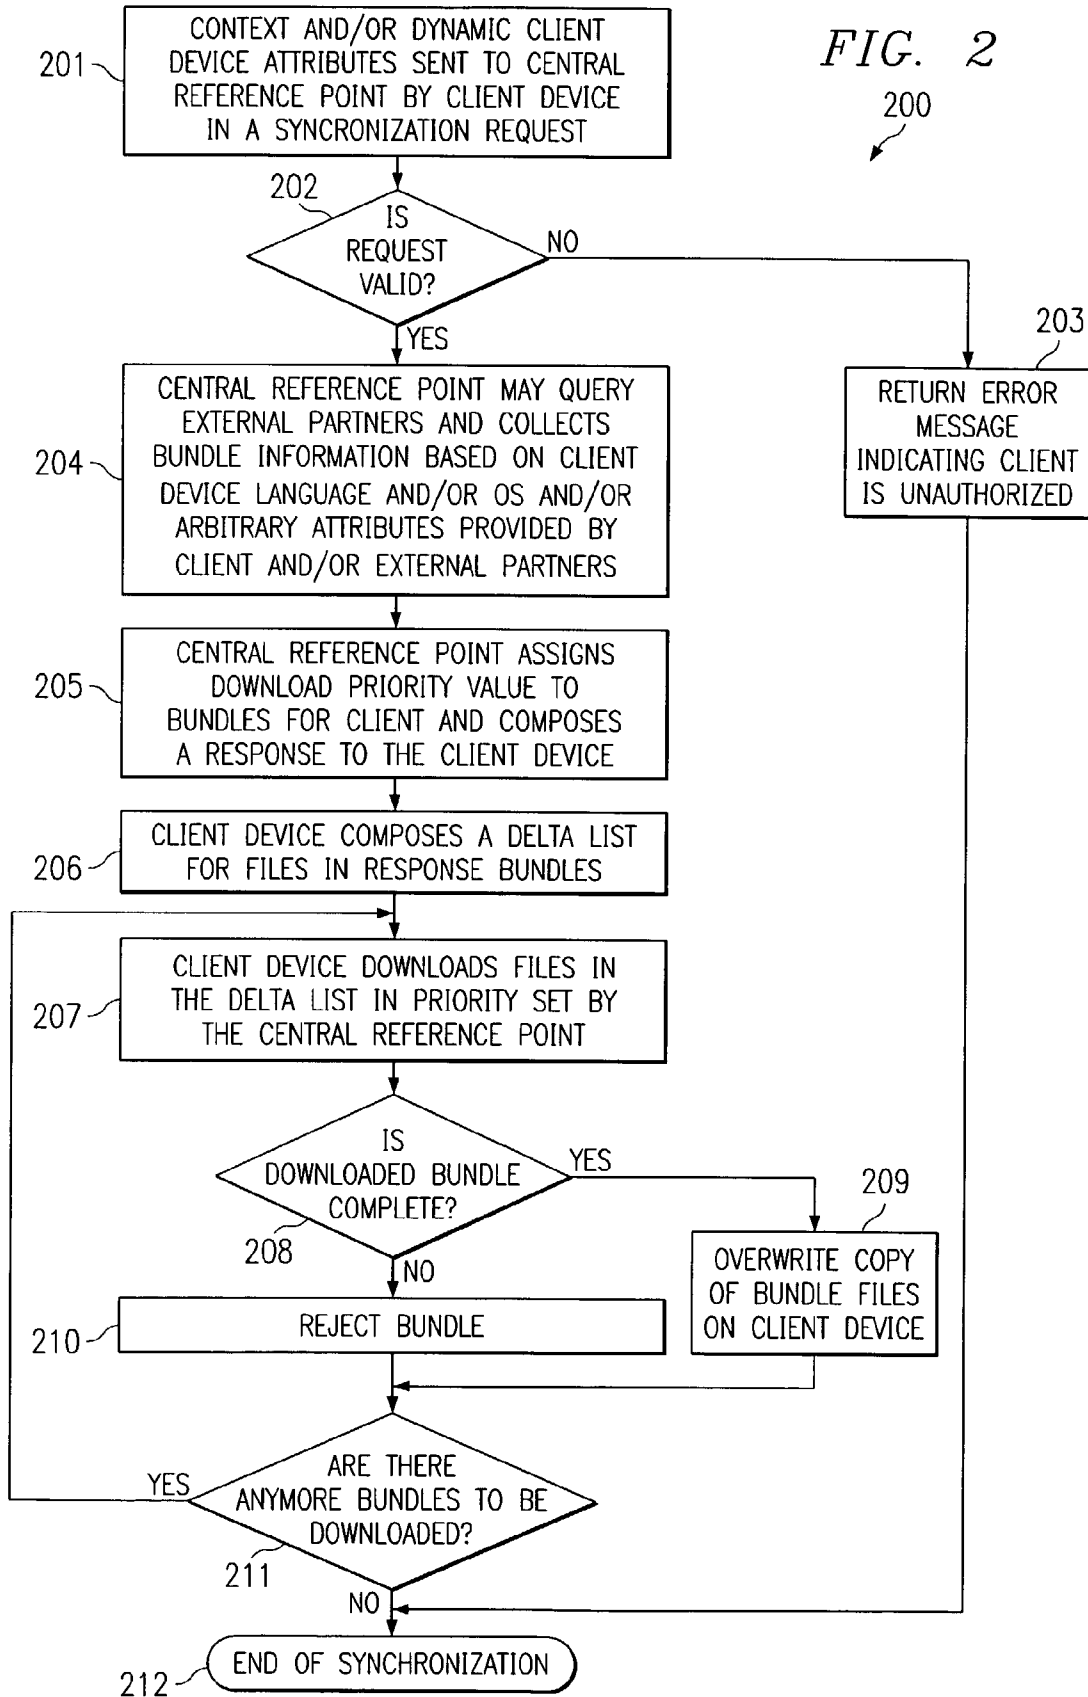 FIG. 2
200
201
CONTEXT AND/OR DYNAMIC CLIENT
DEVICE ATTRIBUTES SENT TO CENTRAL
REFERENCE POINT BY CLIENT DEVICE
IN A SYNCRONIZATION REQUEST
202
IS
REQUEST
VALID?
NO
YES
203
RETURN ERROR
MESSAGE
INDICATING CLIENT
IS UNAUTHORIZED
204
CENTRAL REFERENCE POINT MAY QUERY
EXTERNAL PARTNERS AND COLLECTS
BUNDLE INFORMATION BASED ON CLIENT
DEVICE LANGUAGE AND/OR OS AND/OR
ARBITRARY ATTRIBUTES PROVIDED BY
CLIENT AND/OR EXTERNAL PARTNERS
205
CENTRAL REFERENCE POINT ASSIGNS
DOWNLOAD PRIORITY VALUE TO
BUNDLES FOR CLIENT AND COMPOSES
A RESPONSE TO THE CLIENT DEVICE
206
CLIENT DEVICE COMPOSES A DELTA LIST
FOR FILES IN RESPONSE BUNDLES
207
CLIENT DEVICE DOWNLOADS FILES IN
THE DELTA LIST IN PRIORITY SET BY
THE CENTRAL REFERENCE POINT
IS
DOWNLOADED BUNDLE
COMPLETE?
208
YES
NO
209
OVERWRITE COPY
OF BUNDLE FILES
ON CLIENT DEVICE
210
REJECT BUNDLE
ARE THERE
ANYMORE BUNDLES TO BE
DOWNLOADED?
YES
211
NO
212
END OF SYNCHRONIZATION